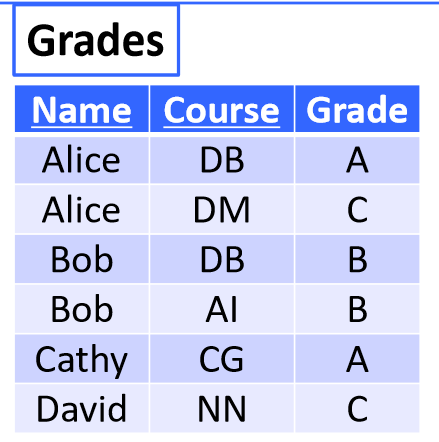 Grades
Name Course Grade
Alice DB A
Alice DM C
Bob DB B
Bob AI B
Cathy CG A
David NN C